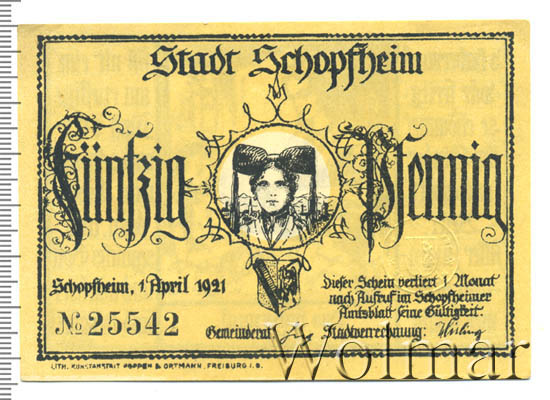 Stadt Schopfheim
Fünfzig Pfennig
Schopfheim, 1. April 1921
№ 25542
Dieser Schein verliert 1 Monat
nach Aufruf im Schopfheimer
Amtsblatt seine Gültigkeit.
Gemeinderat Stadtverrechnung:
LITH. KUNSTANSTALT POPPEN & ORTMANN, FREIBURG I. B.
Wolmar